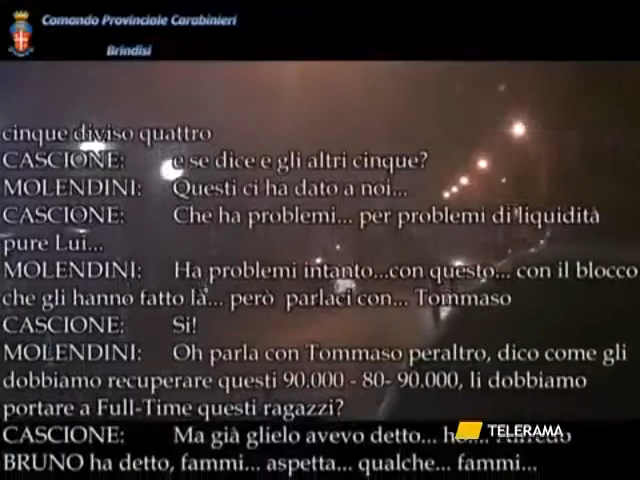 Comando Provinciale Carabinieri
Brindisi
cinque diviso quattro
CASCIONE: e se dice e gli altri cinque?
MOLENDINI: Questi ci ha dato a noi...
CASCIONE: Che ha problemi... per problemi di liquidità
pure Lui...
MOLENDINI: Ha problemi intanto...con questo... con il blocco
che gli hanno fatto là... però parlaci con... Tommaso
CASCIONE: Si!
MOLENDINI: Oh parla con Tommaso peraltro, dico come gli
dobbiamo recuperare questi 90.000 - 80- 90.000, li dobbiamo
portare a Full-Time questi ragazzi?
CASCIONE: Ma già glielo avevo detto...
TELERAMA
BRUNO ha detto, fammi... aspetta... qualche... fammi...